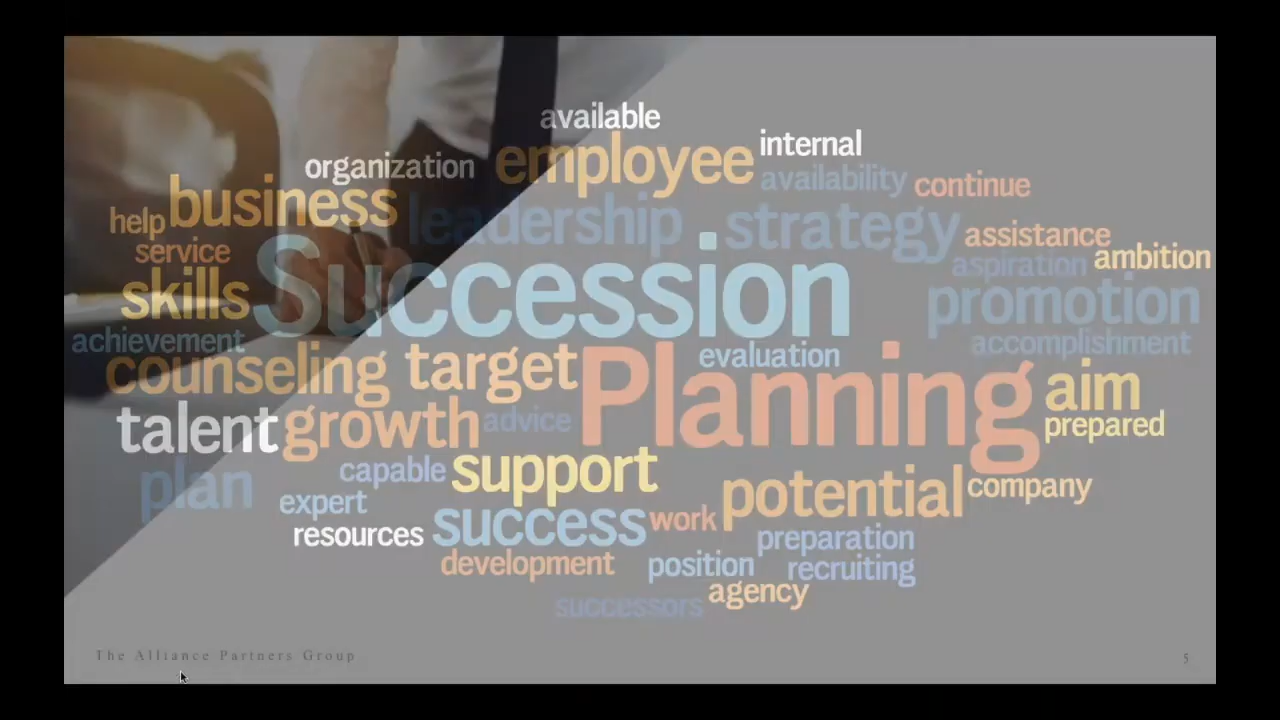 available
internal
organization
employee
availability
continue
help
business
leadership
strategy
assistance
service
ambition
aspiration
skills
Succession
promotion
achievement
evaluation
accomplishment
counseling
target
Planning
aim
talent
growth
advice
prepared
plan
capable
support
potential
company
expert
resources
success
work
preparation
development
position
recruiting
agency
successors
The Alliance Partners Group
5